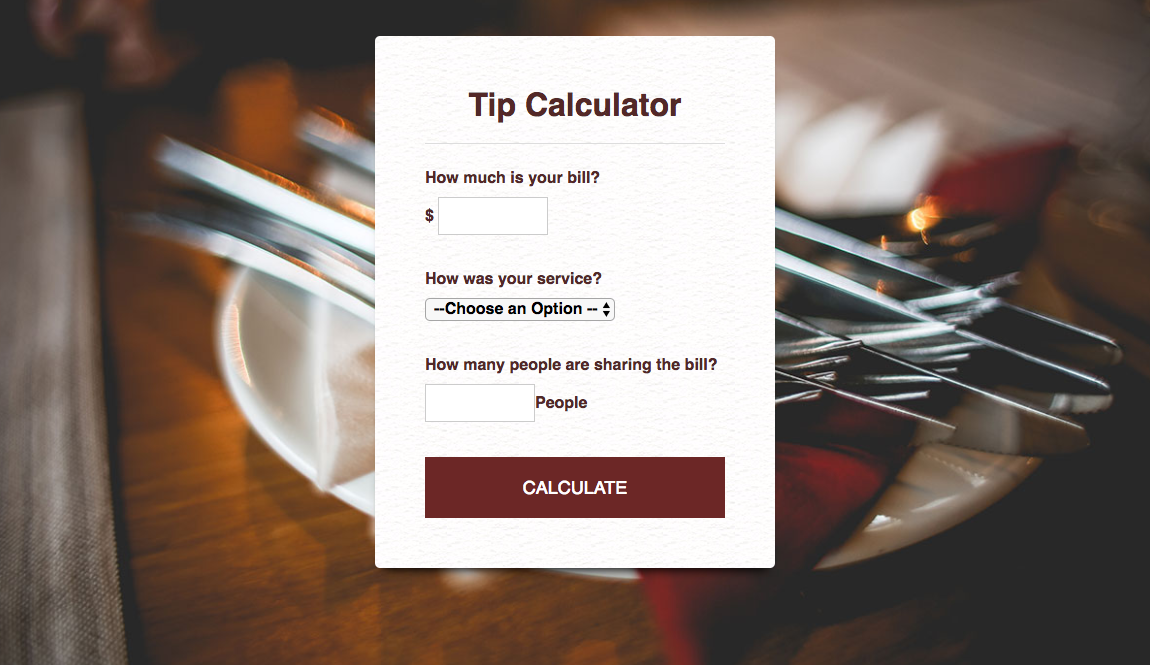 Tip Calculator
How much is your bill?
$
How was your service?
--Choose an Option --
How many people are sharing the bill?
People
CALCULATE